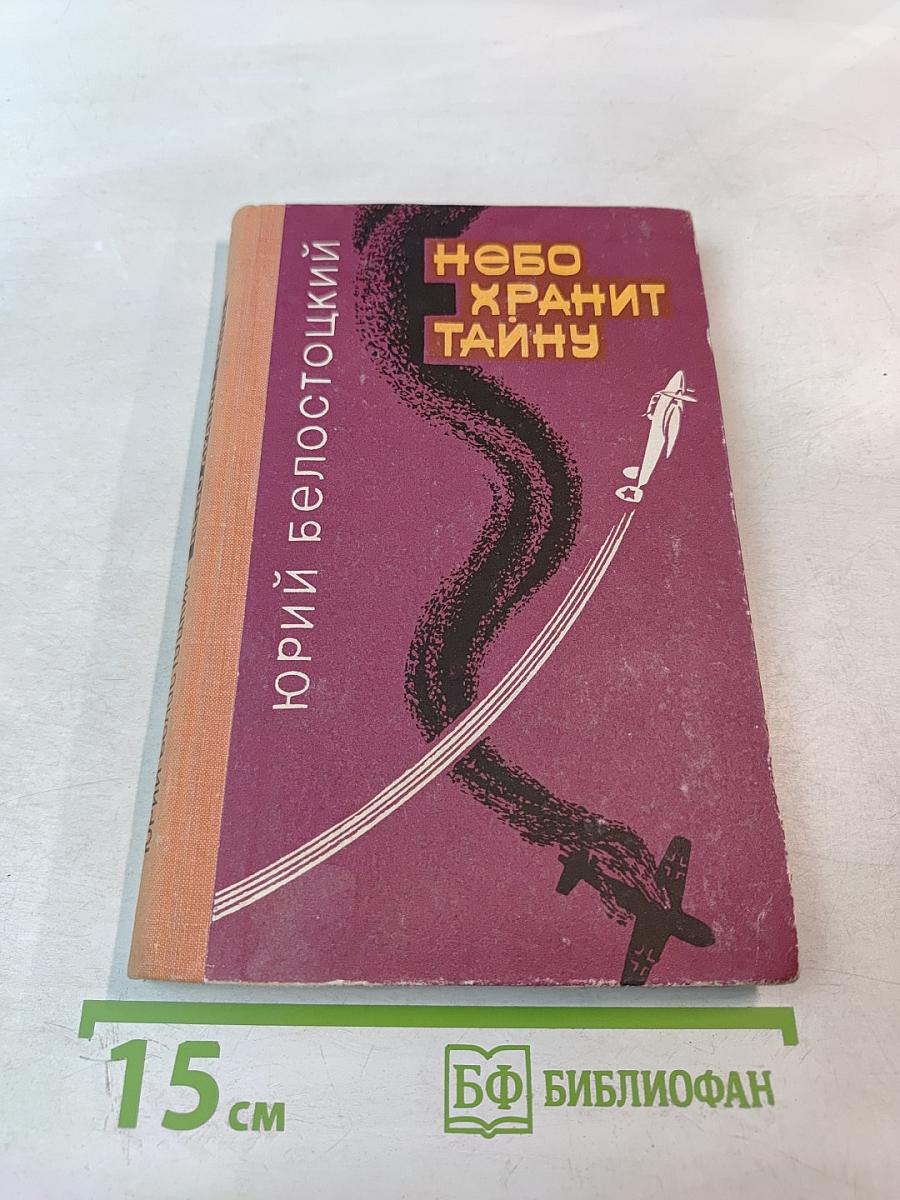 НЕБО
ХРАНИТ
ТАЙНУ
ЮРИЙ БЕЛОСТОЦКИЙ
15 см
БФ БИБЛИОФАН